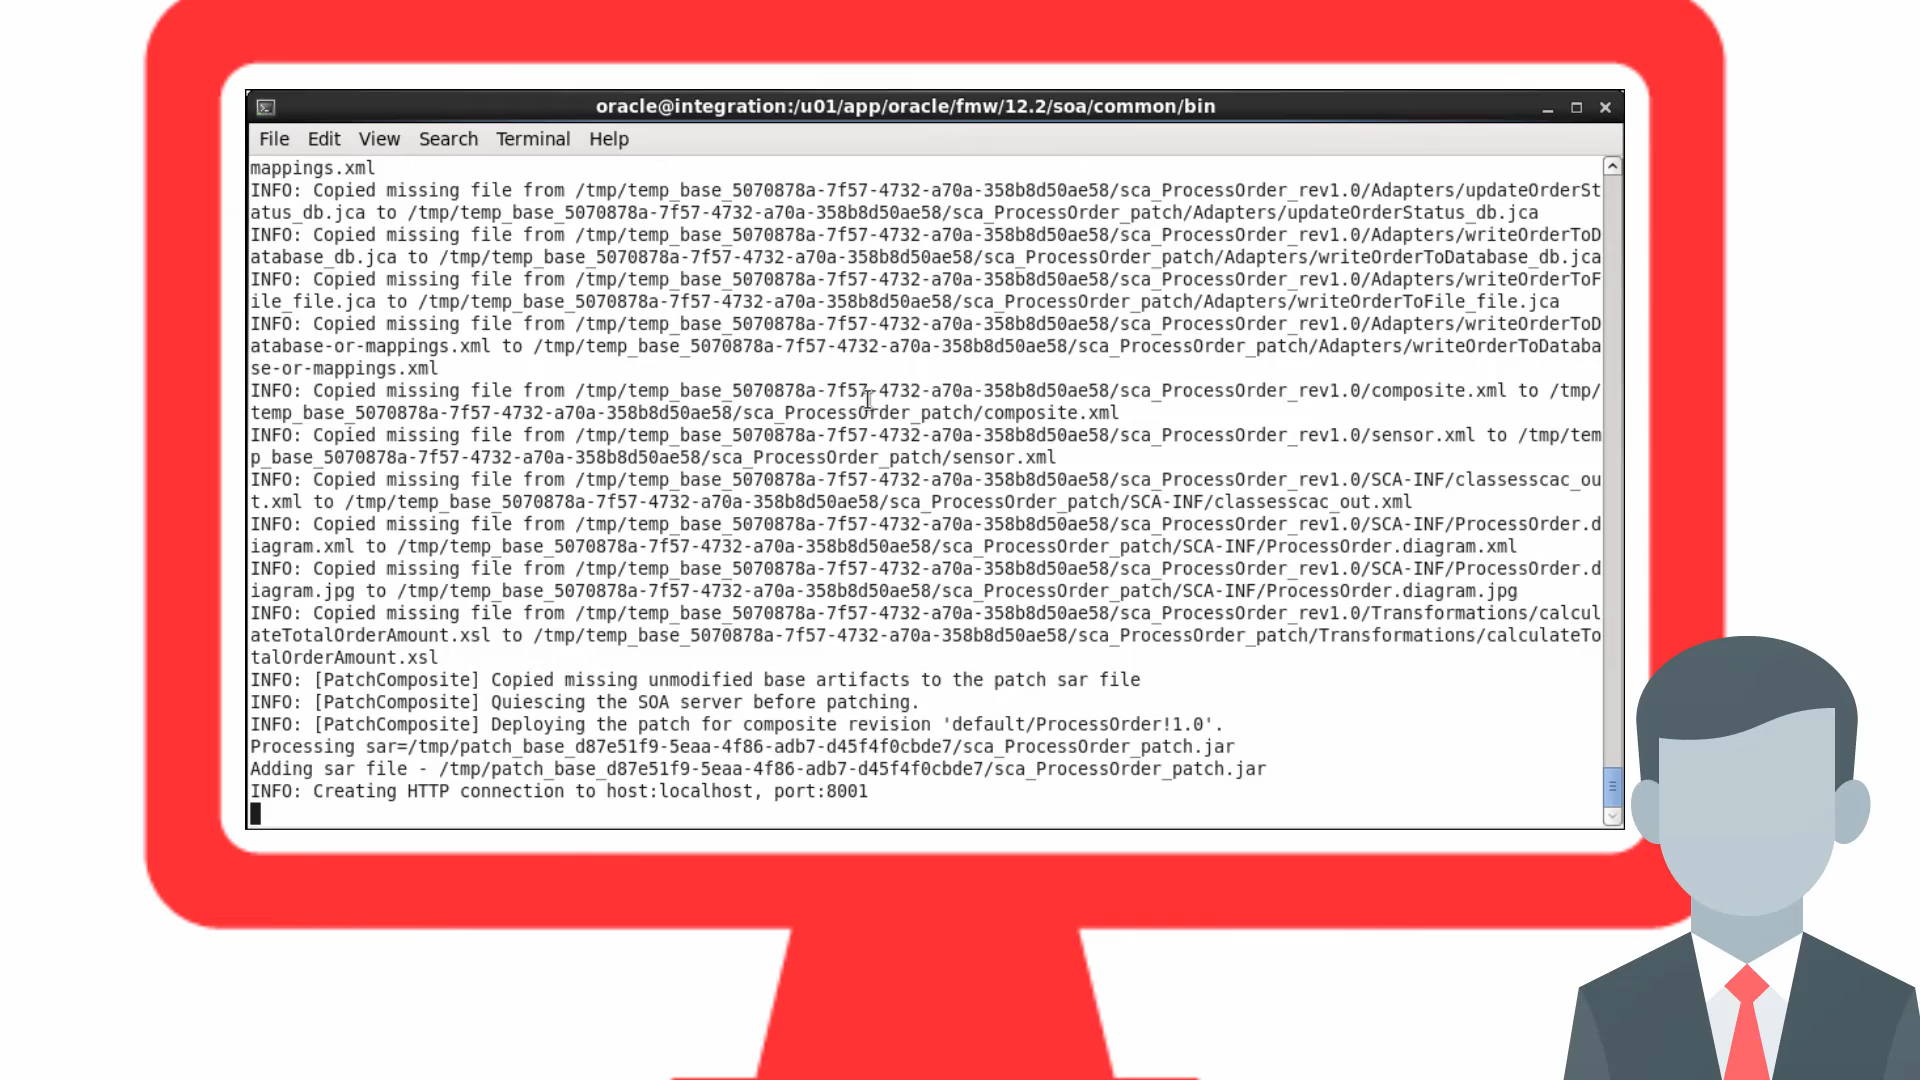 oracle@integration:/u01/app/oracle/fmw/12.2/soa/common/bin
File Edit View Search Terminal Help
mappings.xml
INFO: Copied missing file from /tmp/temp_base_5070878a-7f57-4732-a70a-358b8d50ae58/sca_ProcessOrder_rev1.0/Adapters/updateOrderSt
atus_db.jca to /tmp/temp_base_5070878a-7f57-4732-a70a-358b8d50ae58/sca_ProcessOrder_patch/Adapters/updateOrderStatus_db.jca
INFO: Copied missing file from /tmp/temp_base_5070878a-7f57-4732-a70a-358b8d50ae58/sca_ProcessOrder_rev1.0/Adapters/writeOrderToD
atabase_db.jca to /tmp/temp_base_5070878a-7f57-4732-a70a-358b8d50ae58/sca_ProcessOrder_patch/Adapters/writeOrderToDatabase_db.jca
INFO: Copied missing file from /tmp/temp_base_5070878a-7f57-4732-a70a-358b8d50ae58/sca_ProcessOrder_rev1.0/Adapters/writeOrderToF
ile_file.jca to /tmp/temp_base_5070878a-7f57-4732-a70a-358b8d50ae58/sca_ProcessOrder_patch/Adapters/writeOrderToFile_file.jca
INFO: Copied missing file from /tmp/temp_base_5070878a-7f57-4732-a70a-358b8d50ae58/sca_ProcessOrder_rev1.0/Adapters/writeOrderToD
atabase-or-mappings.xml to /tmp/temp_base_5070878a-7f57-4732-a70a-358b8d50ae58/sca_ProcessOrder_patch/Adapters/writeOrderToDataba
se-or-mappings.xml
INFO: Copied missing file from /tmp/temp_base_5070878a-7f57-4732-a70a-358b8d50ae58/sca_ProcessOrder_rev1.0/composite.xml to /tmp/
temp_base_5070878a-7f57-4732-a70a-358b8d50ae58/sca_ProcessOrder_patch/composite.xml
INFO: Copied missing file from /tmp/temp_base_5070878a-7f57-4732-a70a-358b8d50ae58/sca_ProcessOrder_rev1.0/sensor.xml to /tmp/tem
p_base_5070878a-7f57-4732-a70a-358b8d50ae58/sca_ProcessOrder_patch/sensor.xml
INFO: Copied missing file from /tmp/temp_base_5070878a-7f57-4732-a70a-358b8d50ae58/sca_ProcessOrder_rev1.0/SCA-INF/classesscac_ou
t.xml to /tmp/temp_base_5070878a-7f57-4732-a70a-358b8d50ae58/sca_ProcessOrder_patch/SCA-INF/classesscac_out.xml
INFO: Copied missing file from /tmp/temp_base_5070878a-7f57-4732-a70a-358b8d50ae58/sca_ProcessOrder_rev1.0/SCA-INF/ProcessOrder.d
iagram.xml to /tmp/temp_base_5070878a-7f57-4732-a70a-358b8d50ae58/sca_ProcessOrder_patch/SCA-INF/ProcessOrder.diagram.xml
INFO: Copied missing file from /tmp/temp_base_5070878a-7f57-4732-a70a-358b8d50ae58/sca_ProcessOrder_rev1.0/SCA-INF/ProcessOrder.d
iagram.jpg to /tmp/temp_base_5070878a-7f57-4732-a70a-358b8d50ae58/sca_ProcessOrder_patch/SCA-INF/ProcessOrder.diagram.jpg
INFO: Copied missing file from /tmp/temp_base_5070878a-7f57-4732-a70a-358b8d50ae58/sca_ProcessOrder_rev1.0/Transformations/calcul
ateTotalOrderAmount.xsl to /tmp/temp_base_5070878a-7f57-4732-a70a-358b8d50ae58/sca_ProcessOrder_patch/Transformations/calculateTo
talOrderAmount.xsl
INFO: [PatchComposite] Copied missing unmodified base artifacts to the patch sar file
INFO: [PatchComposite] Quiescing the SOA server before patching.
INFO: [PatchComposite] Deploying the patch for composite revision 'default/ProcessOrder!1.0'.
Processing sar=/tmp/patch_base_d87e51f9-5eaa-4f86-adb7-d45f4f0cbde7/sca_ProcessOrder_patch.jar
Adding sar file - /tmp/patch_base_d87e51f9-5eaa-4f86-adb7-d45f4f0cbde7/sca_ProcessOrder_patch.jar
INFO: Creating HTTP connection to host:localhost, port:8001